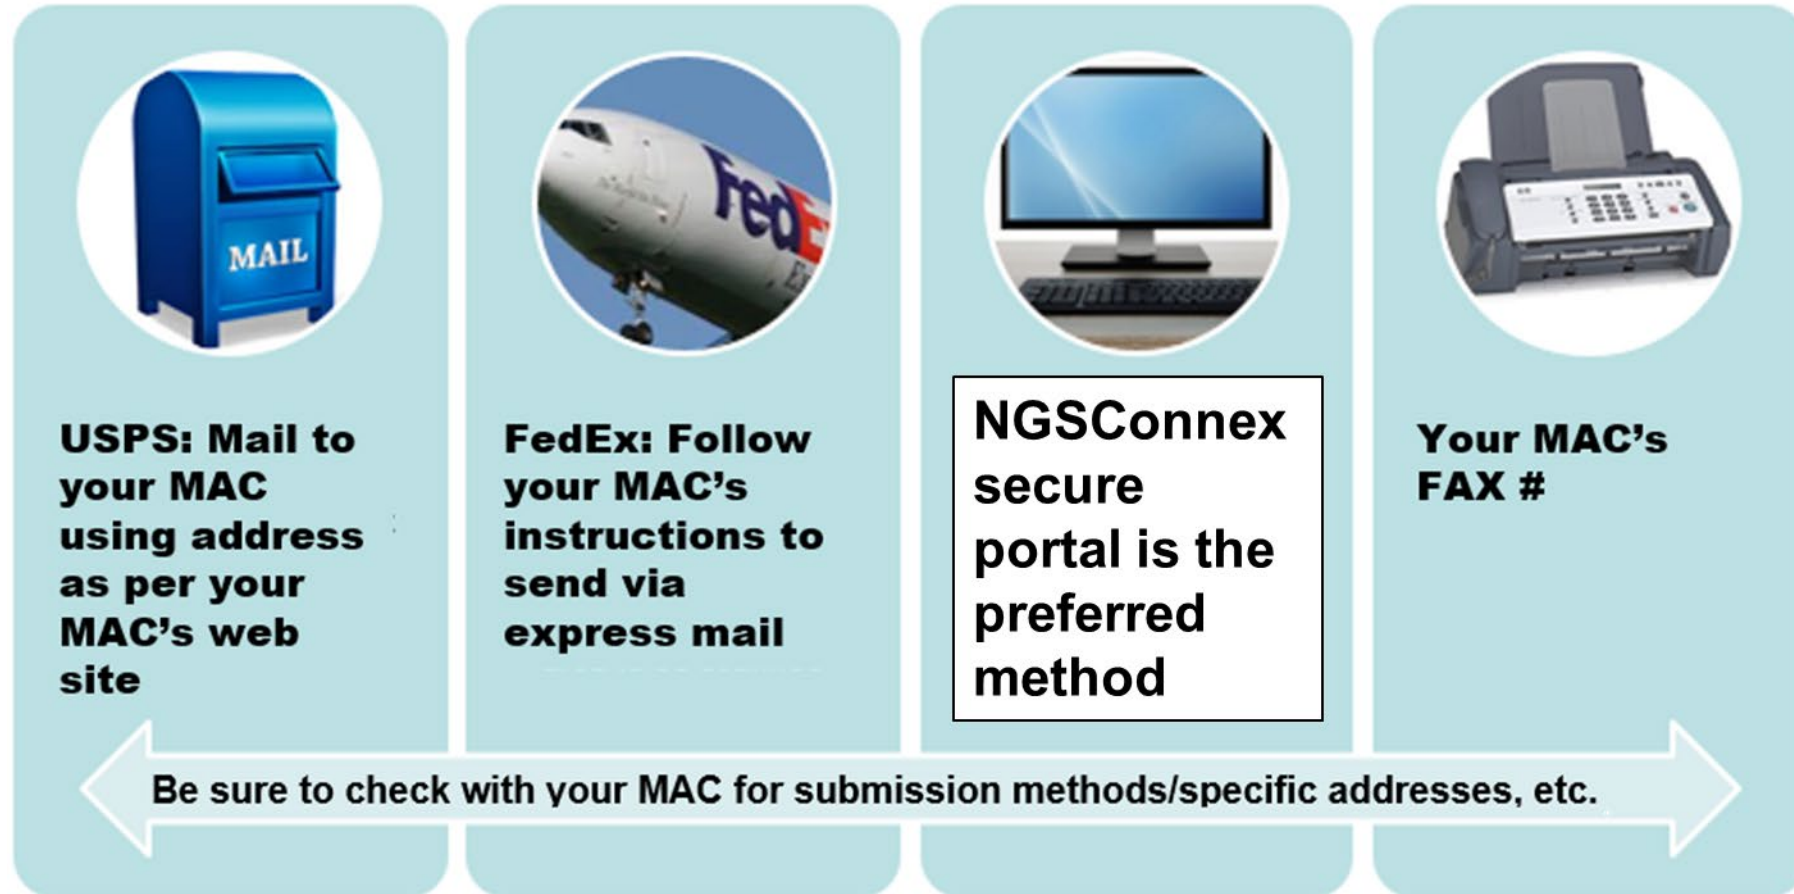 MAIL
FedE
USPS: Mail to
your MAC
using address
as per your
MAC’s web
site
FedEx: Follow
your MAC’s
instructions to
send via
express mail
NGSConnex
secure
portal is the
preferred
method
Your MAC’s
FAX #
Be sure to check with your MAC for submission methods/specific addresses, etc.